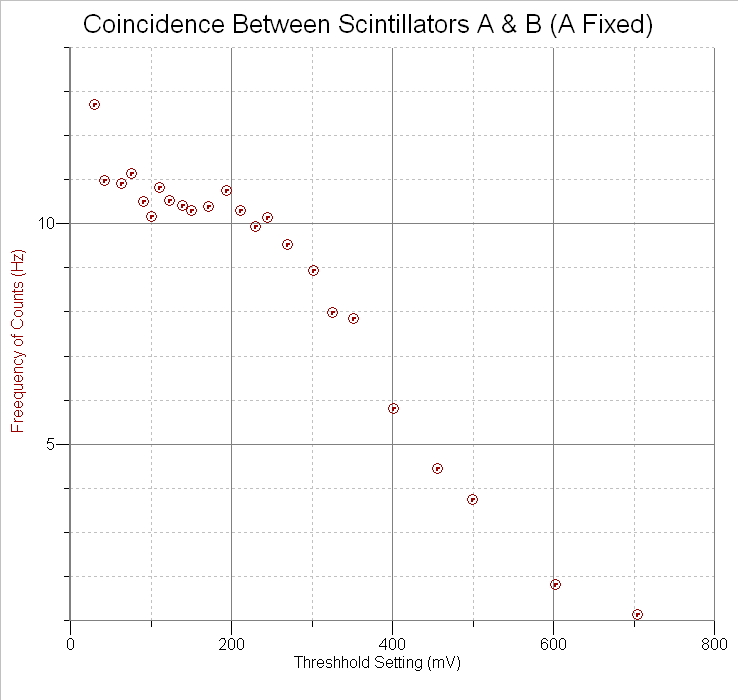 Coincidence Between Scintillators A & B (A Fixed)
10
Freequency of Counts (Hz)
5
0 200 400 600 800
Threshhold Setting (mV)